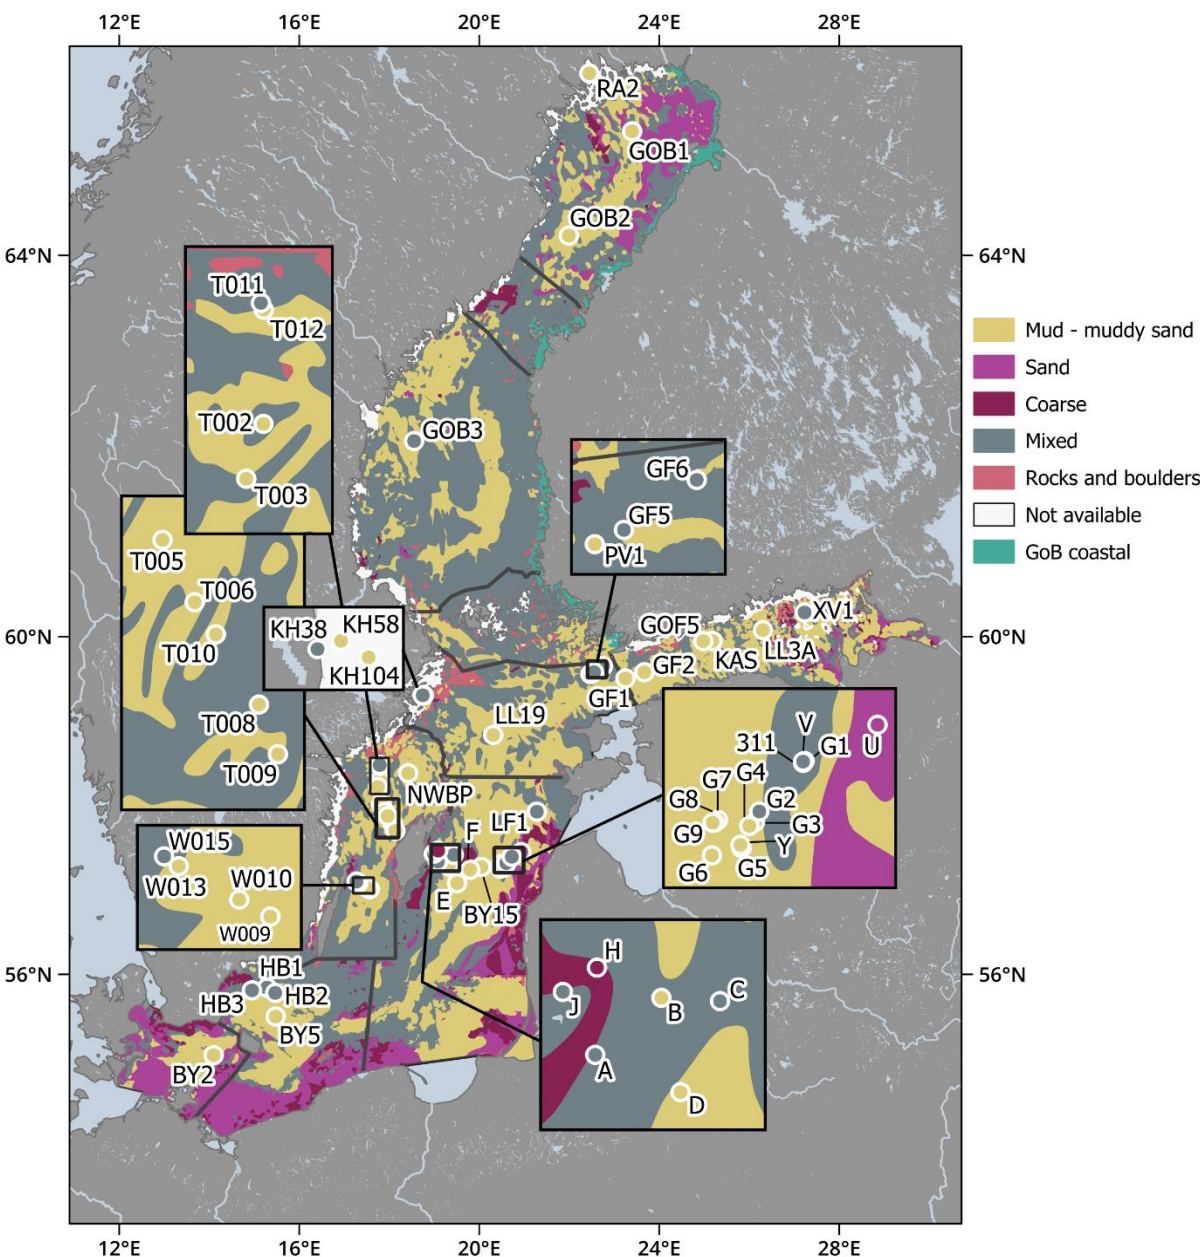 12°E 16°E 20°E 24°E 28°E
RA2
GOB1
GOB2
64°N 64°N
T011
T012
T002
T003
Mud - muddy sand
Sand
Coarse
Mixed
Rocks and boulders
Not available
GoB coastal
GOB3
GF6
GF5
PV1
T005
T006
T010
T008
T009
KH38 KH58
KH104
60°N 60°N
GOF5 XV1
KAS LL3A
GF2
GF1
LL19
NWBP
V
311 G1 U
G7 G4
G8 G2
G9 G3
G6 G5 Y
F LF1
E BY15
W015
W013 W010
W009
56°N 56°N
HB1
HB3 HB2
BY5
BY2
H
J B C
A
D
12°E 16°E 20°E 24°E 28°E